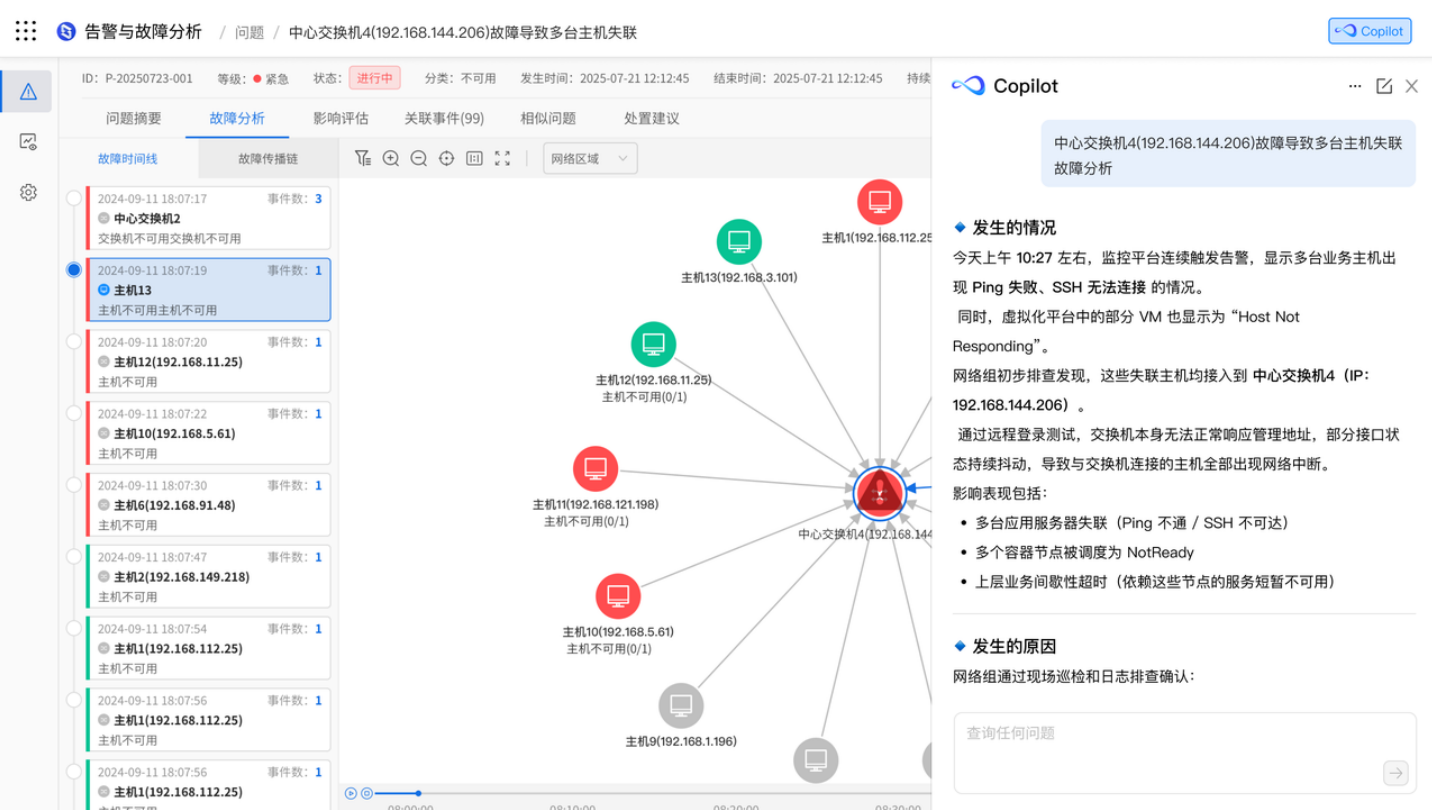 告警与故障分析 / 问题 / 中心交换机4(192.168.144.206)故障导致多台主机失联
Copilot
ID：P-20250723-001 等级：紧急 状态：进行中 分类：不可用 发生时间：2025-07-21 12:12:45 结束时间：2025-07-21 12:12:45 持续
问题摘要 故障分析 影响评估 关联事件(99) 相似问题 处置建议
故障时间线 故障传播链
网络区域
2024-09-11 18:07:17 事件数：3
中心交换机2
交换机不可用交换机不可用
2024-09-11 18:07:19 事件数：1
主机13
主机不可用主机不可用
2024-09-11 18:07:20 事件数：1
主机12(192.168.11.25)
主机不可用
2024-09-11 18:07:22 事件数：1
主机10(192.168.5.61)
主机不可用
2024-09-11 18:07:30 事件数：1
主机6(192.168.91.48)
主机不可用
2024-09-11 18:07:47 事件数：1
主机2(192.168.149.218)
主机不可用
2024-09-11 18:07:54 事件数：1
主机1(192.168.112.25)
主机不可用
2024-09-11 18:07:56 事件数：1
主机1(192.168.112.25)
主机不可用
2024-09-11 18:07:56 事件数：1
主机1(192.168.112.25)
主机1(192.168.112.25
主机13(192.168.3.101)
主机12(192.168.11.25)
主机不可用(0/1)
主机11(192.168.121.198)
主机不可用(0/1)
中心交换机4(192.168.144
主机10(192.168.5.61)
主机不可用(0/1)
主机9(192.168.1.196)
08:00:00 08:10:00 08:20:00 08:30:00
Copilot
中心交换机4(192.168.144.206)故障导致多台主机失联
故障分析
发生的情况
今天上午 10:27 左右，监控平台连续触发告警，显示多台业务主机出
现 Ping 失败、SSH 无法连接 的情况。
同时，虚拟化平台中的部分 VM 也显示为 “Host Not
Responding”。
网络组初步排查发现，这些失联主机均接入到 中心交换机4（IP：
192.168.144.206）。
通过远程登录测试，交换机本身无法正常响应管理地址，部分接口状
态持续抖动，导致与交换机连接的主机全部出现网络中断。
影响表现包括：
• 多台应用服务器失联（Ping 不通 / SSH 不可达）
• 多个容器节点被调度为 NotReady
• 上层业务间歇性超时（依赖这些节点的服务短暂不可用）
发生的原因
网络组通过现场巡检和日志排查确认：
查询任何问题